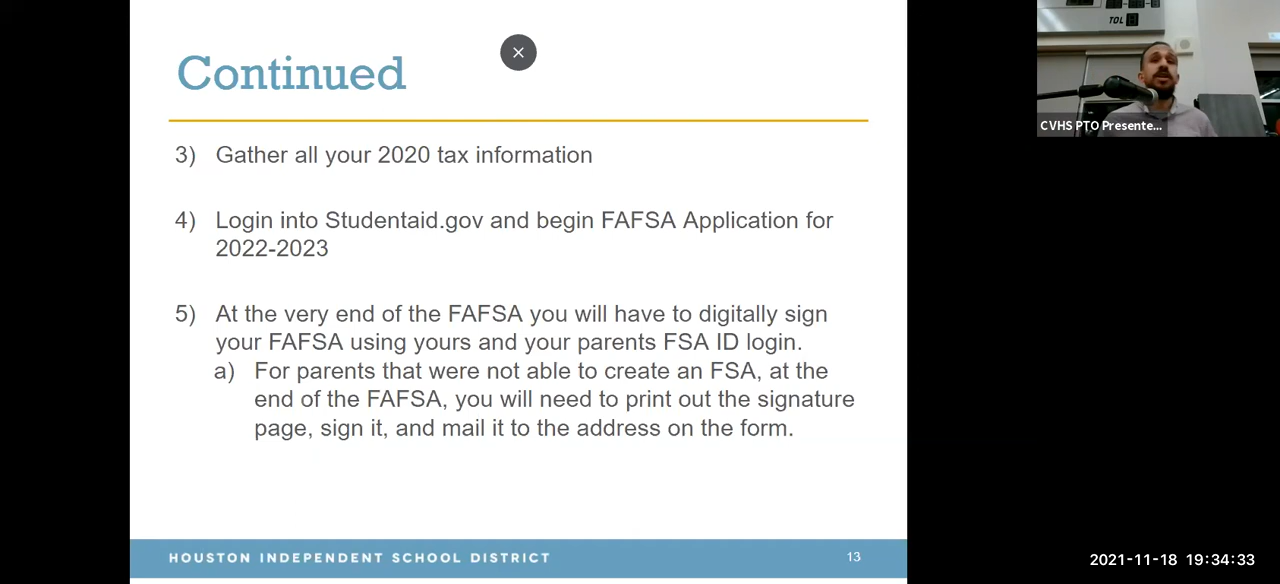 Continued
3) Gather all your 2020 tax information
4) Login into Studentaid.gov and begin FAFSA Application for
2022-2023
5) At the very end of the FAFSA you will have to digitally sign
your FAFSA using yours and your parents FSA ID login.
a) For parents that were not able to create an FSA, at the
end of the FAFSA, you will need to print out the signature
page, sign it, and mail it to the address on the form.
HOUSTON INDEPENDENT SCHOOL DISTRICT 13
TOL
CVHS PTO Presente...
2021-11-18 19:34:33